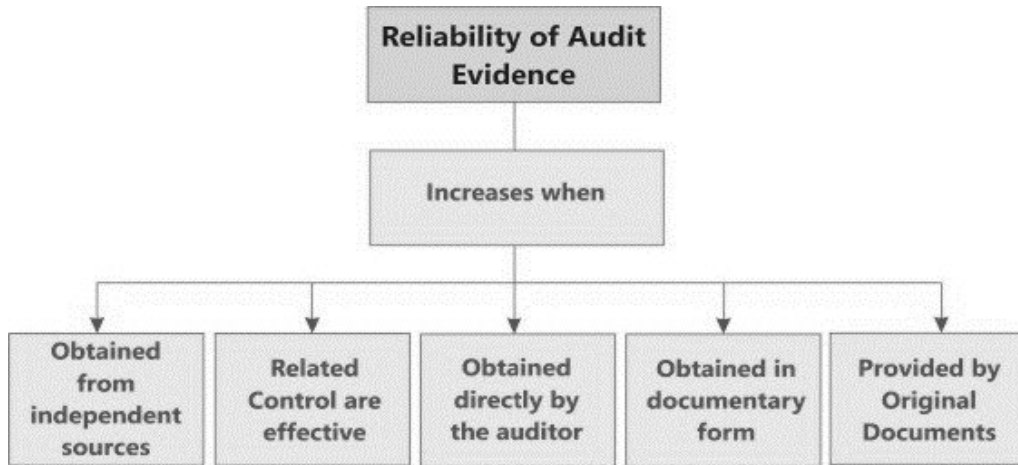 Reliability of Audit
Evidence
Increases when
Obtained
from
independent
sources
Related
Control are
effective
Obtained
directly by
the auditor
Obtained in
documentary
form
Provided by
Original
Documents